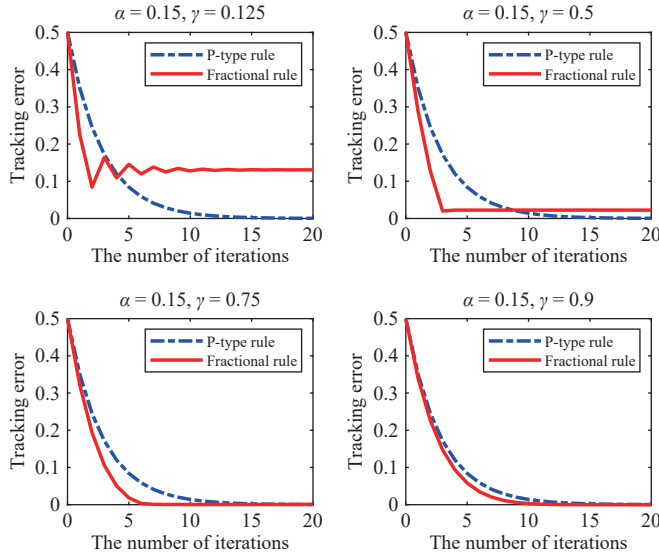 α = 0.15, γ = 0.125
Tracking error
0.5
0.4
0.3
0.2
0.1
0
P-type rule
Fractional rule
0 5 10 15 20
The number of iterations
α = 0.15, γ = 0.5
Tracking error
0.5
0.4
0.3
0.2
0.1
0
P-type rule
Fractional rule
0 5 10 15 20
The number of iterations
α = 0.15, γ = 0.75
Tracking error
0.5
0.4
0.3
0.2
0.1
0
P-type rule
Fractional rule
0 5 10 15 20
The number of iterations
α = 0.15, γ = 0.9
Tracking error
0.5
0.4
0.3
0.2
0.1
0
P-type rule
Fractional rule
0 5 10 15 20
The number of iterations